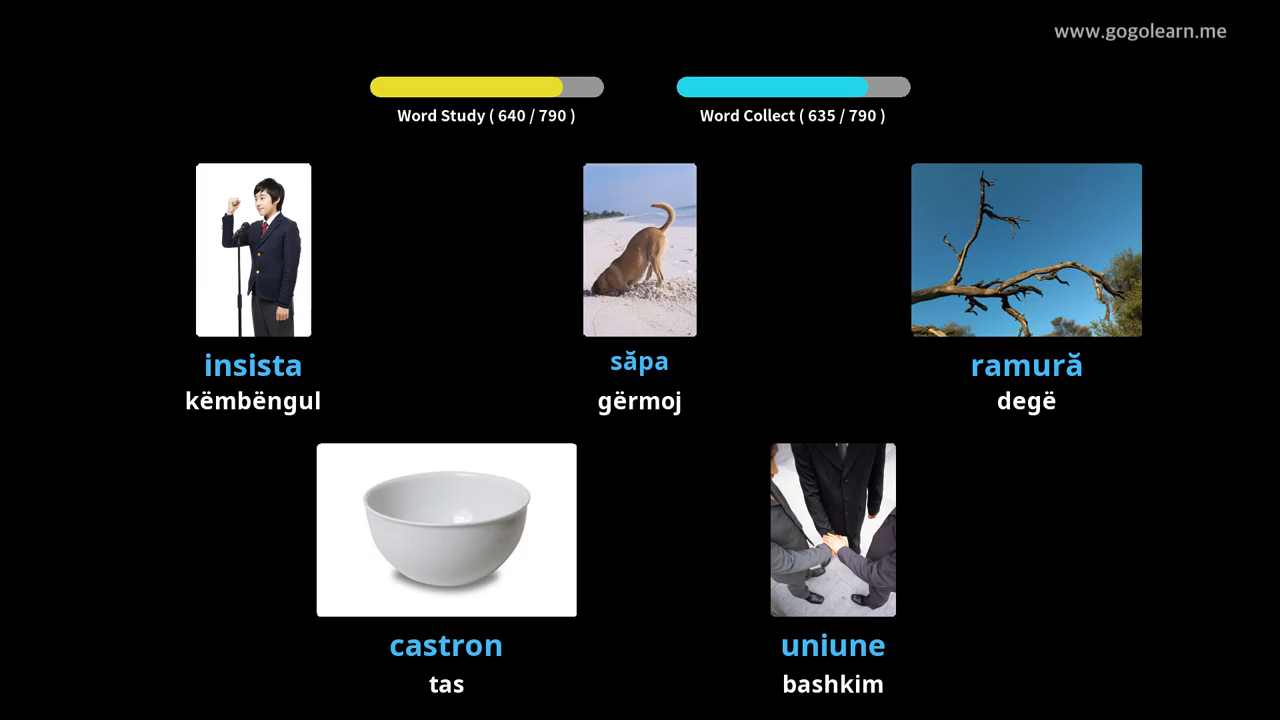 www.gogolearn.me
Word Study ( 640 / 790 )
Word Collect ( 635 / 790 )
insista
këmbëngul
săpa
gërmoj
ramură
degë
castron
tas
uniune
bashkim